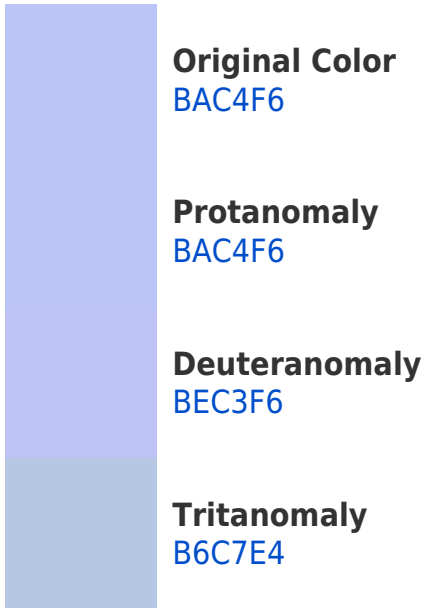 Original Color
BAC4F6
Protanomaly
BAC4F6
Deuteranomaly
BEC3F6
Tritanomaly
B6C7E4